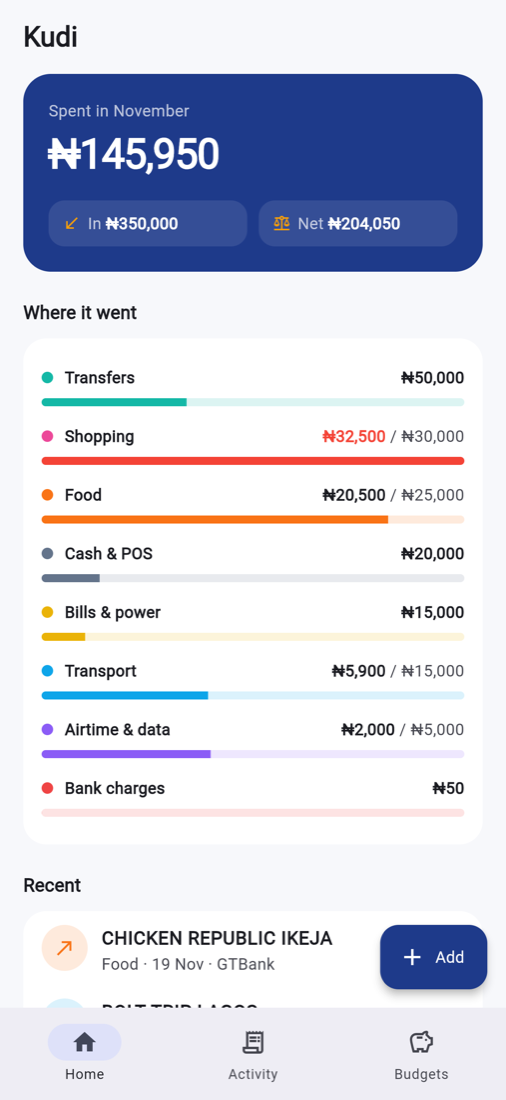 Kudi
Spent in November
₦145,950
In ₦350,000
Net ₦204,050
Where it went
Transfers ₦50,000
Shopping ₦32,500 / ₦30,000
Food ₦20,500 / ₦25,000
Cash & POS ₦20,000
Bills & power ₦15,000
Transport ₦5,900 / ₦15,000
Airtime & data ₦2,000 / ₦5,000
Bank charges ₦50
Recent
CHICKEN REPUBLIC IKEJA
Food · 19 Nov · GTBank
+ Add
Home
Activity
Budgets